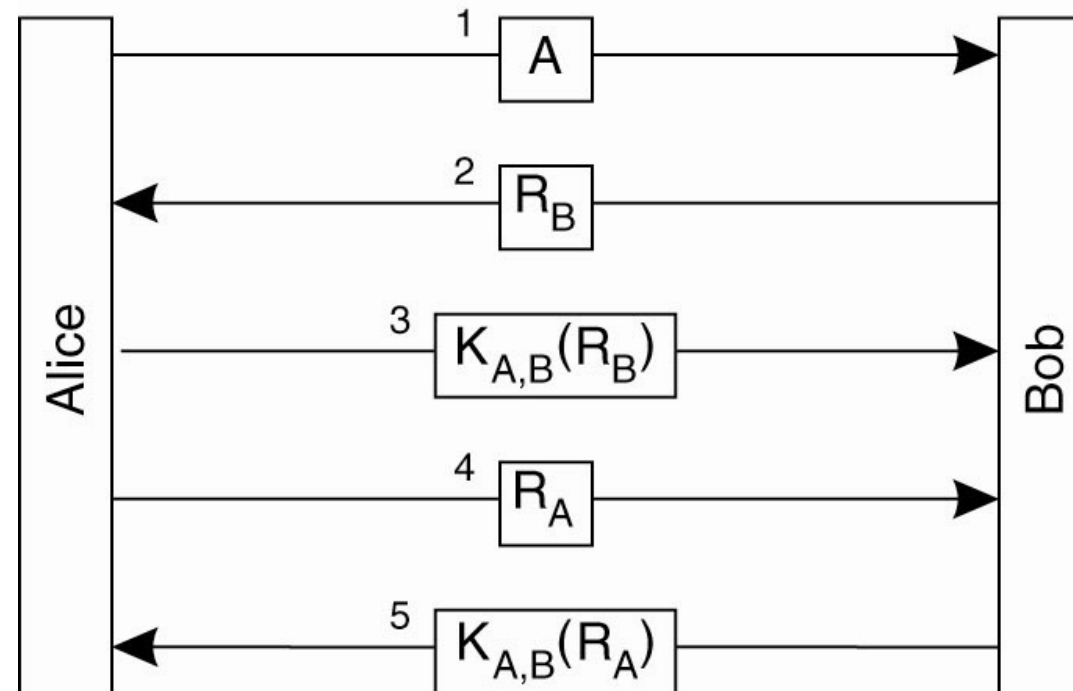 1
A
2
R_B
3
K_A,B(R_B)
4
R_A
5
K_A,B(R_A)
Alice
Bob